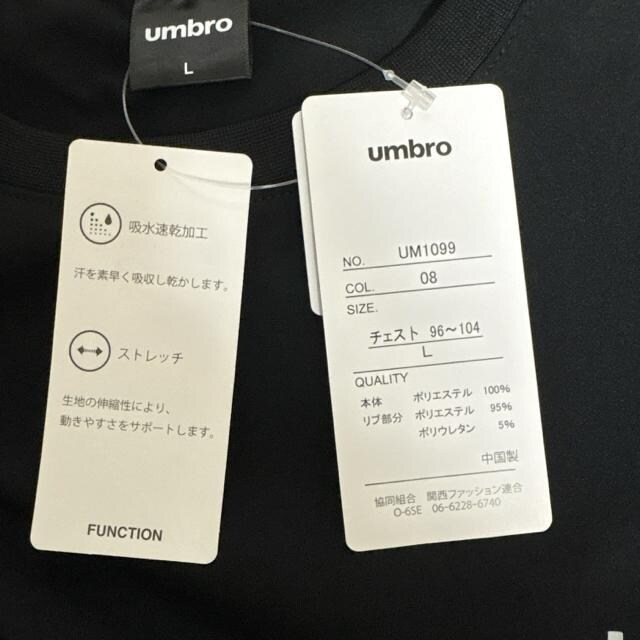 umbro
L
吸水速乾加工
汗を素早く吸収し乾かします。
ストレッチ
生地の伸縮性により、
動きやすさをサポートします。
FUNCTION
umbro
NO. UM1099
COL. 08
SIZE.
チェスト 96〜104
L
QUALITY
本体 ポリエステル 100%
リブ部分 ポリエステル 95%
ポリウレタン 5%
中国製
協同組合 関西ファッション連合
O-6SE 06-6228-6740